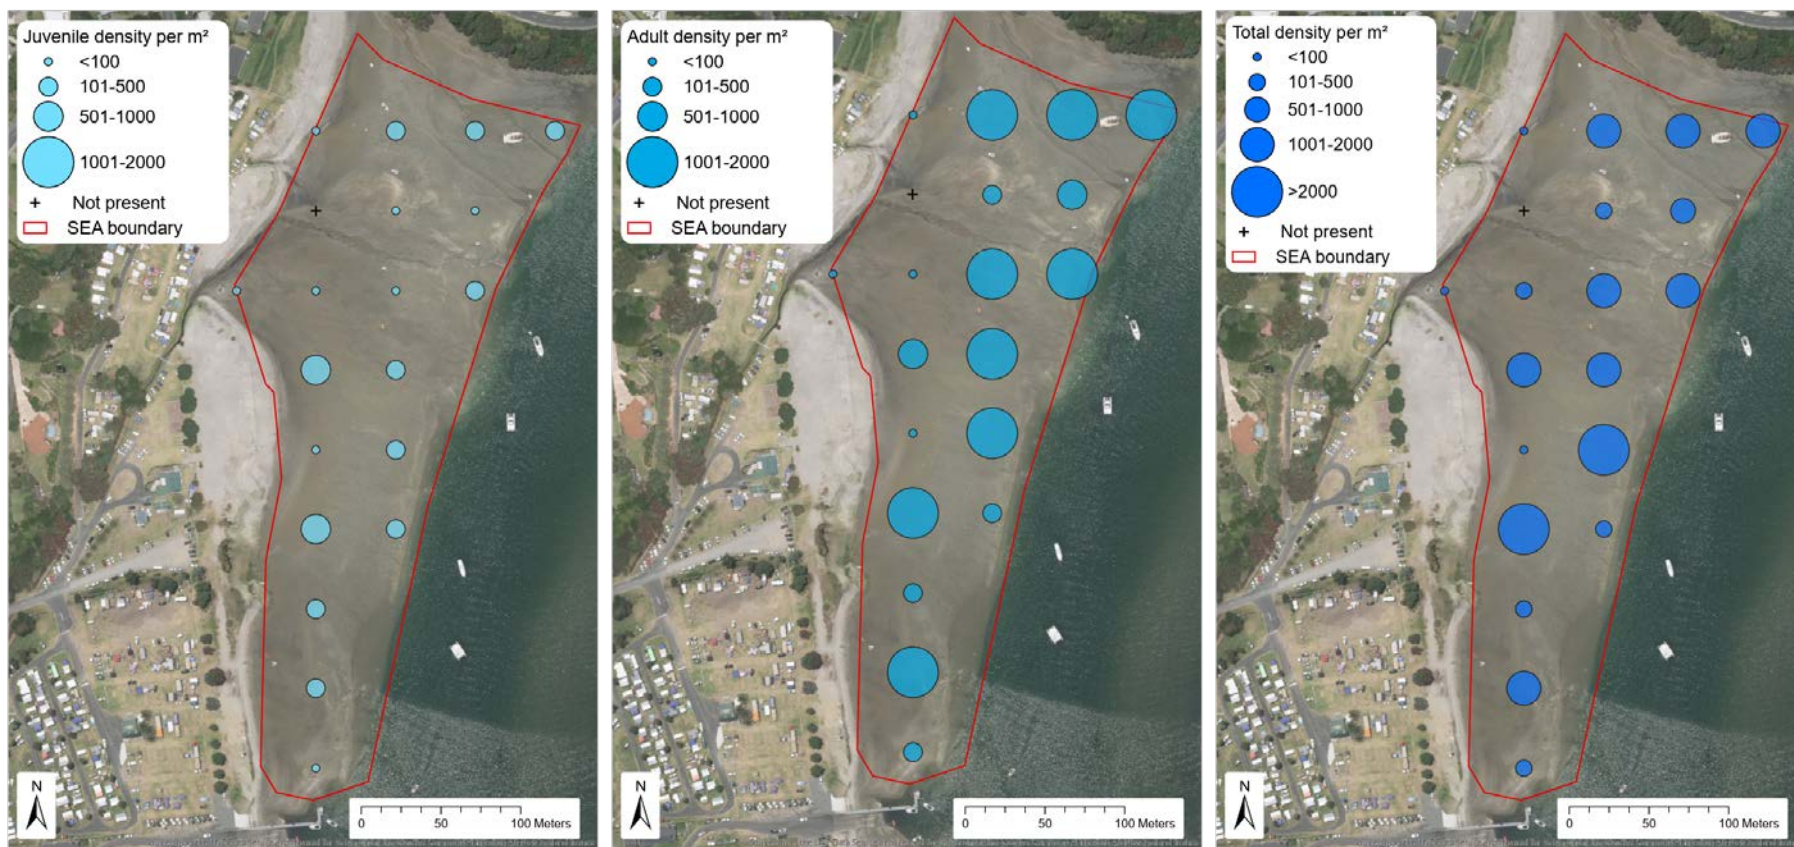 Juvenile density per m²
<100
101-500
501-1000
1001-2000
Not present
SEA boundary
N
0 50 100 Meters
Adult density per m²
<100
101-500
501-1000
1001-2000
Not present
SEA boundary
N
0 50 100 Meters
Total density per m²
<100
101-500
501-1000
1001-2000
>2000
Not present
SEA boundary
N
0 50 100 Meters